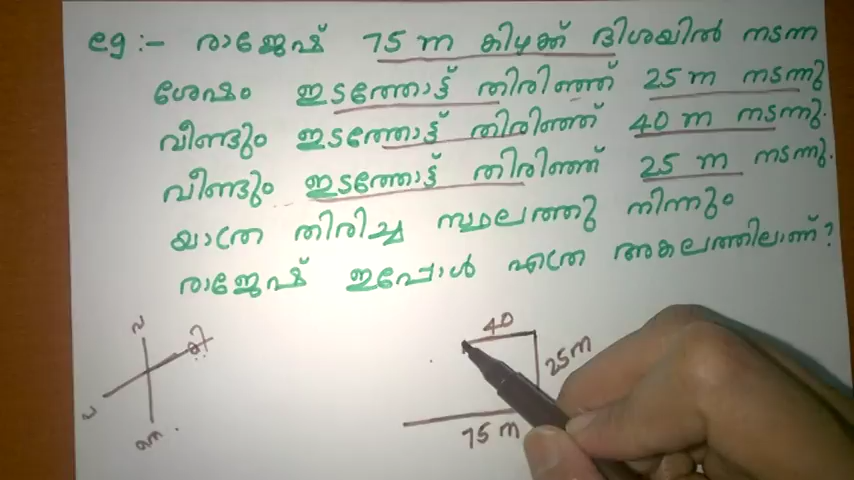 eg :- രാജേഷ് 75 m കിഴക്ക് ദിശയിൽ നടന്ന
ശേഷം ഇടത്തോട്ട് തിരിഞ്ഞ് 25 m നടന്നു
വീണ്ടും ഇടത്തോട്ട് തിരിഞ്ഞ് 40 m നടന്നു.
വീണ്ടും ഇടത്തോട്ട് തിരിഞ്ഞ് 25 m നടന്നു.
യാത്ര തിരിച്ച സ്ഥലത്തു നിന്നും
രാജേഷ് ഇപ്പോൾ എത്ര അകലത്തിലാണ്?
വ
കി
40
25 m
പ
75 m